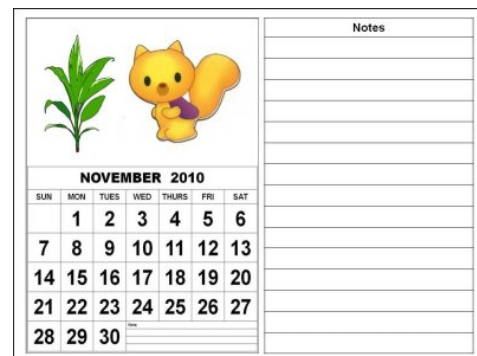 Notes
NOVEMBER 2010
SUN MON TUES WED THURS FRI SAT
1 2 3 4 5 6
7 8 9 10 11 12 13
14 15 16 17 18 19 20
21 22 23 24 25 26 27
28 29 30